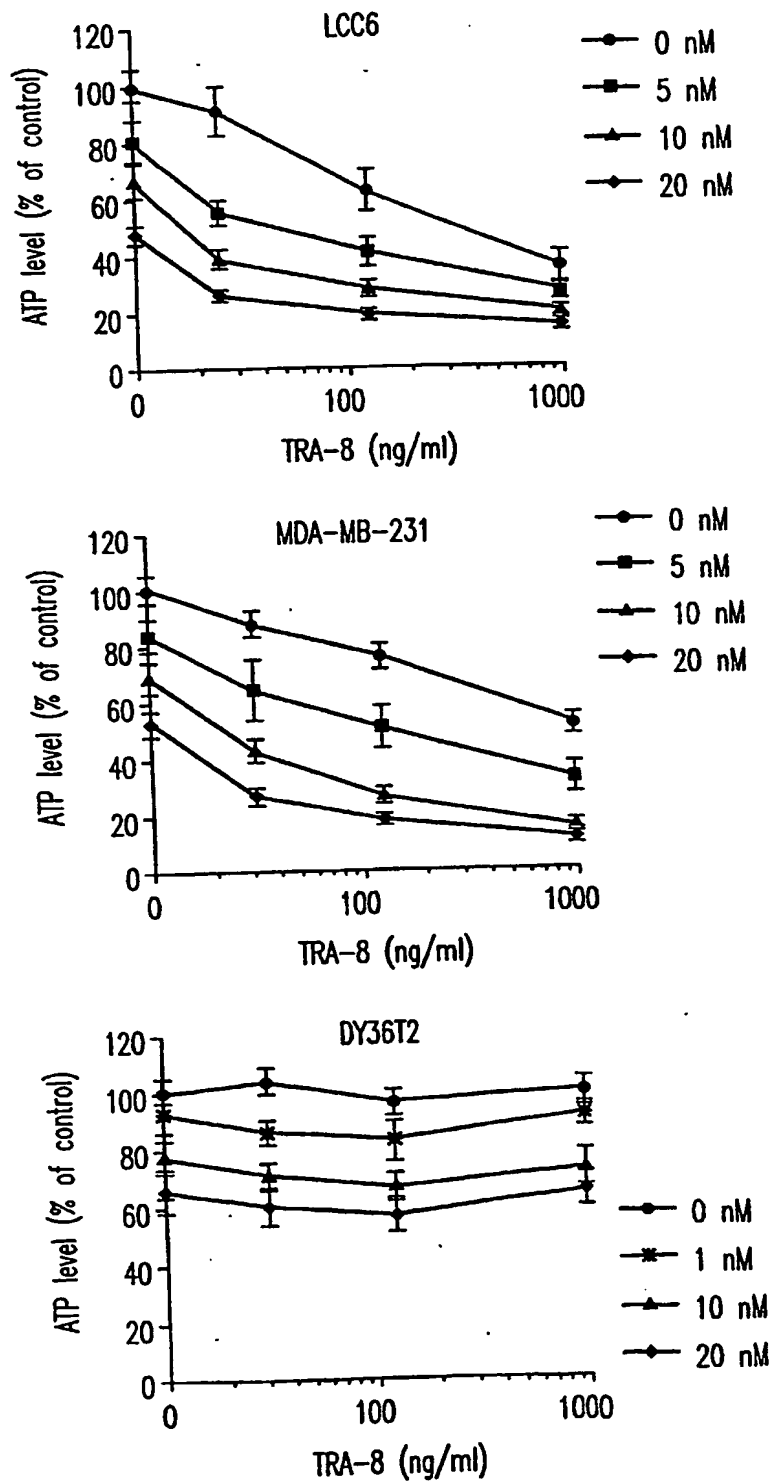 LCC6
0 nM
5 nM
10 nM
20 nM
ATP level (% of control)
120
100
80
60
40
20
0
0 100 1000
TRA-8 (ng/ml)
MDA-MB-231
0 nM
5 nM
10 nM
20 nM
ATP level (% of control)
120
100
80
60
40
20
0
0 100 1000
TRA-8 (ng/ml)
DY36T2
0 nM
1 nM
10 nM
20 nM
ATP level (% of control)
120
100
80
60
40
20
0
0 100 1000
TRA-8 (ng/ml)